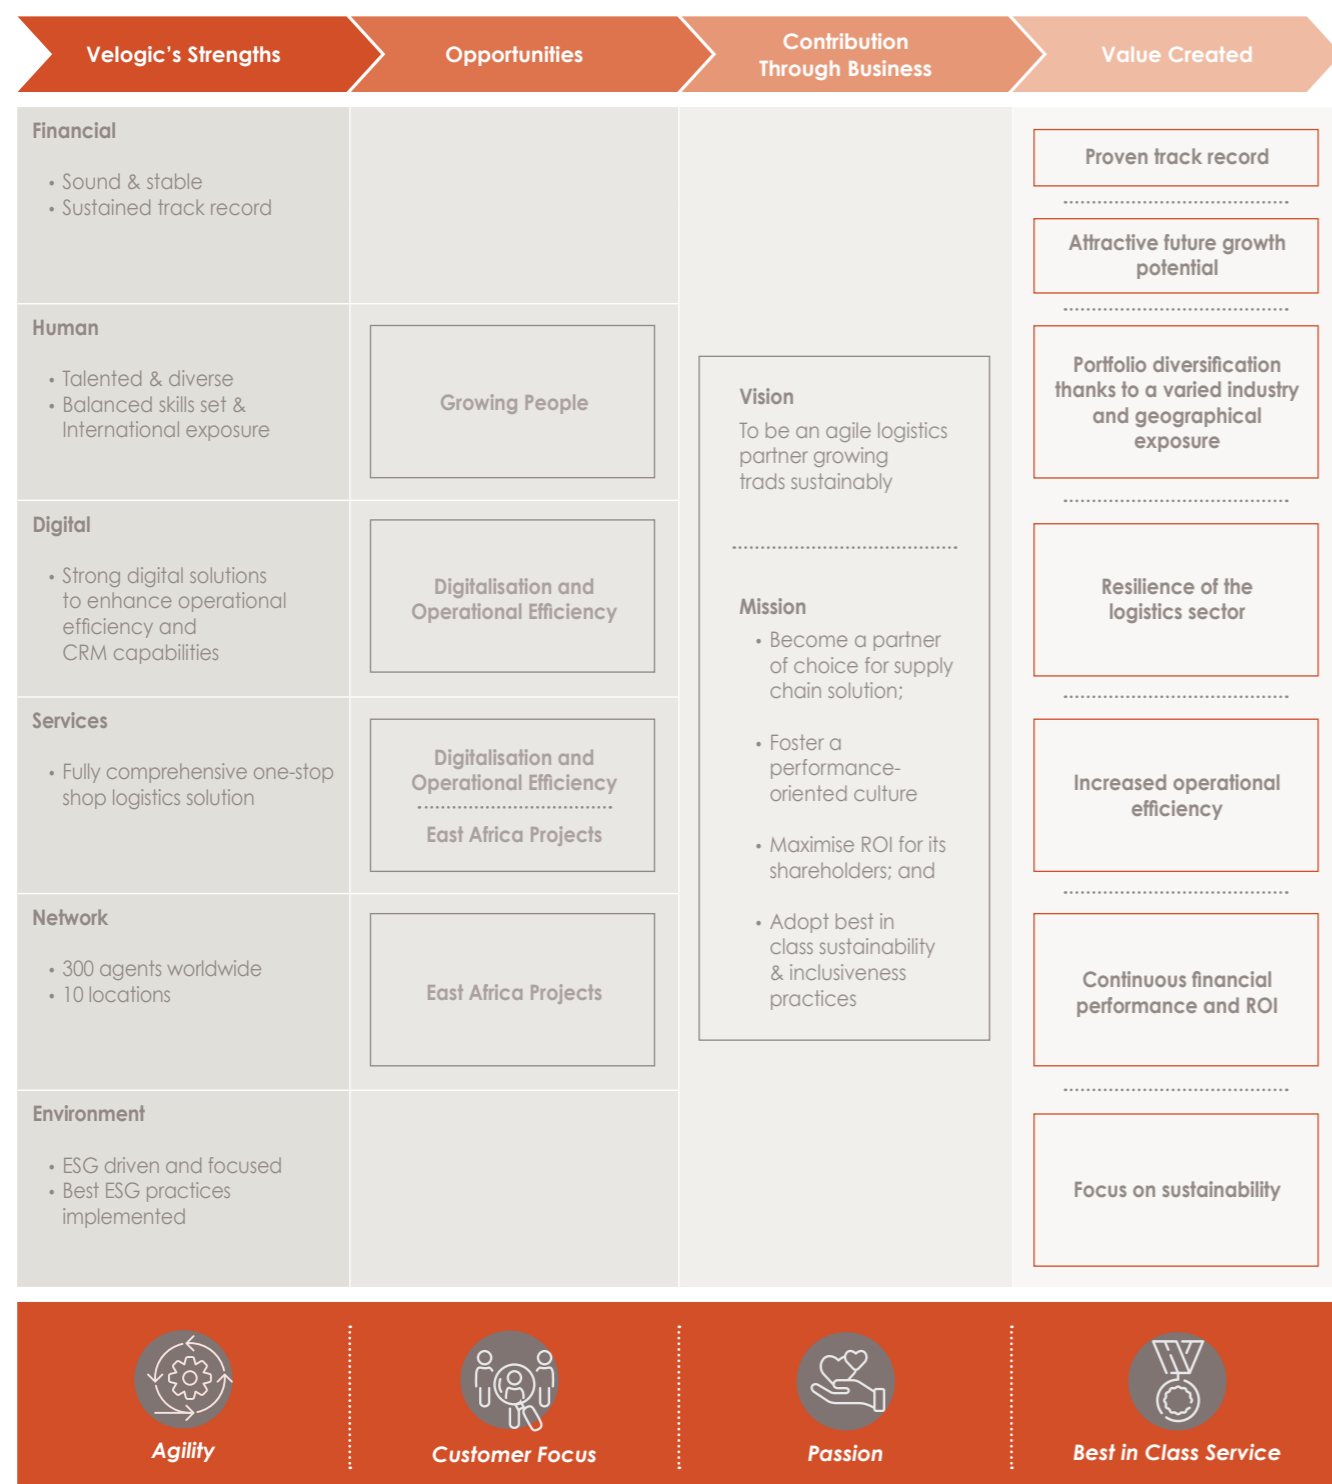 Velogic's Strengths
Opportunities
Contribution
Through Business
Value Created
Financial
• Sound & stable
• Sustained track record
Proven track record
Attractive future growth
potential
Human
• Talented & diverse
• Balanced skills set &
International exposure
Growing People
Portfolio diversification
thanks to a varied industry
and geographical
exposure
Digital
• Strong digital solutions
to enhance operational
efficiency and
CRM capabilities
Digitalisation and
Operational Efficiency
Resilience of the
logistics sector
Services
• Fully comprehensive one-stop
shop logistics solution
Digitalisation and
Operational Efficiency
East Africa Projects
Increased operational
efficiency
Network
• 300 agents worldwide
• 10 locations
East Africa Projects
Continuous financial
performance and ROI
Environment
• ESG driven and focused
• Best ESG practices
implemented
Focus on sustainability
Vision
To be an agile logistics
partner growing
trads sustainably
Mission
• Become a partner
of choice for supply
chain solution;
• Foster a
performance-
oriented culture
• Maximise ROI for its
shareholders; and
• Adopt best in
class sustainability
& inclusiveness
practices
Agility
Customer Focus
Passion
Best in Class Service